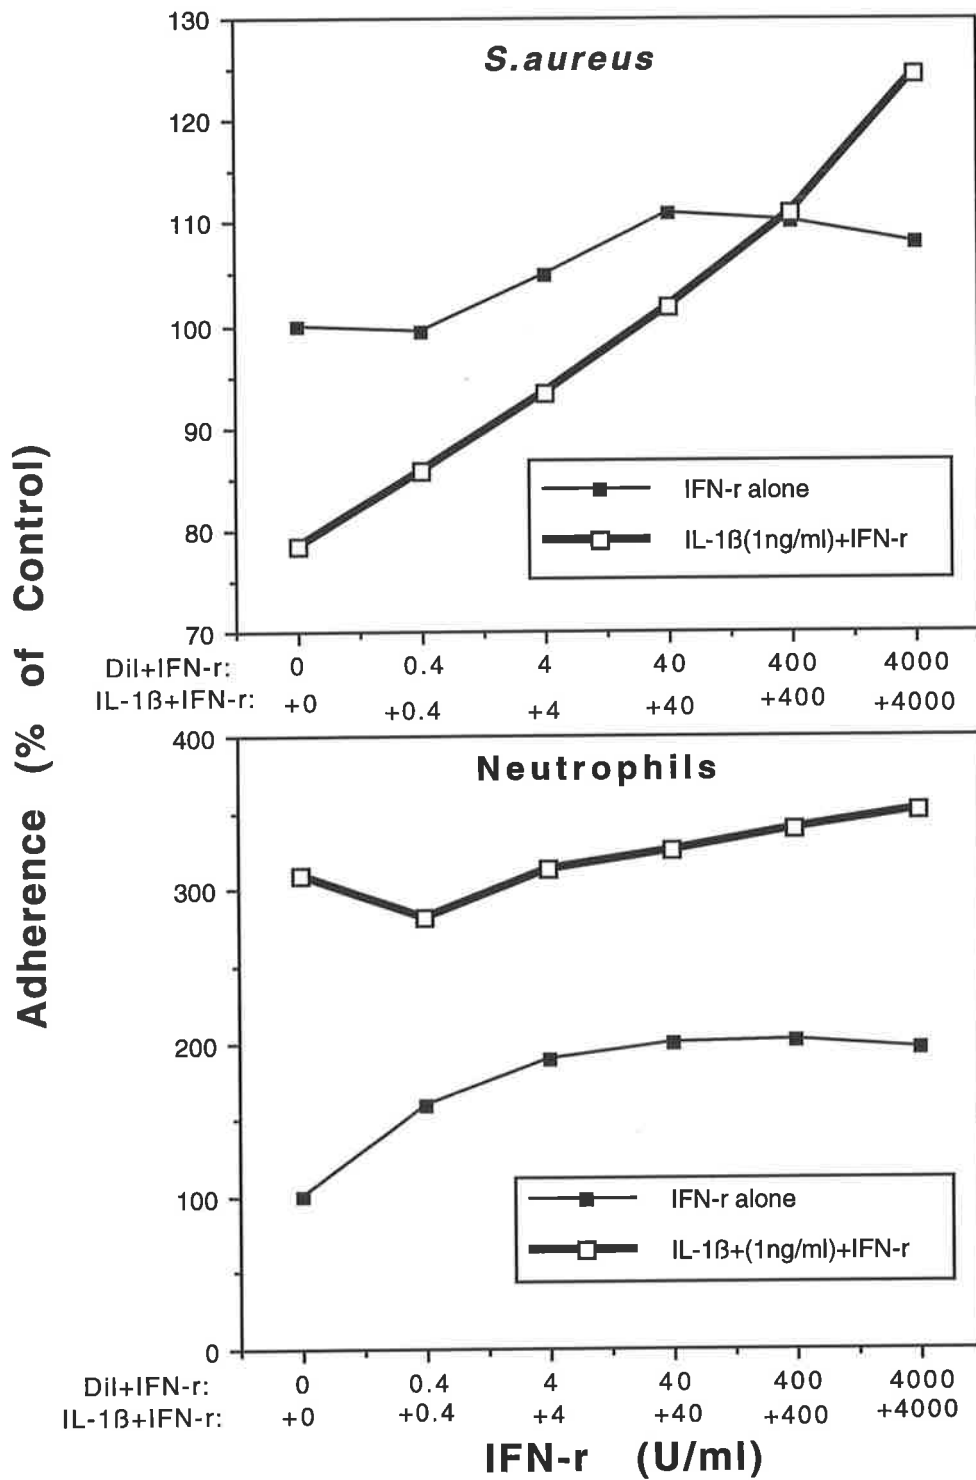 Adherence (% of Control)
130
120
110
100
90
80
70
S.aureus
IFN-r alone
IL-1ß(1ng/ml)+IFN-r
Dil+IFN-r: 0 0.4 4 40 400 4000
IL-1ß+IFN-r: +0 +0.4 +4 +40 +400 +4000
400
300
200
100
0
Neutrophils
IFN-r alone
IL-1ß+(1ng/ml)+IFN-r
Dil+IFN-r: 0 0.4 4 40 400 4000
IL-1ß+IFN-r: +0 +0.4 +4 +40 +400 +4000
IFN-r (U/ml)